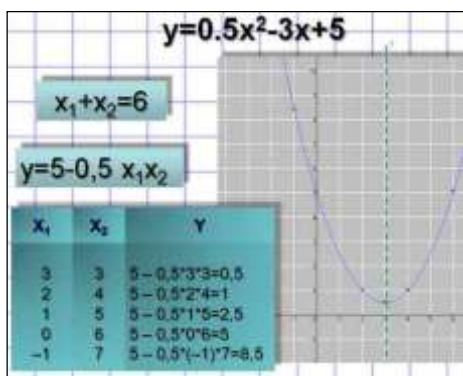 y=0.5x²-3x+5
x₁+x₂=6
y=5-0,5 x₁x₂
X₁ X₂ Y
3 3 5 – 0,5*3*3=0,5
2 4 5 – 0,5*2*4=1
1 5 5 – 0,5*1*5=2,5
0 6 5 – 0,5*0*6=5
–1 7 5 – 0,5*(–1)*7=8,5